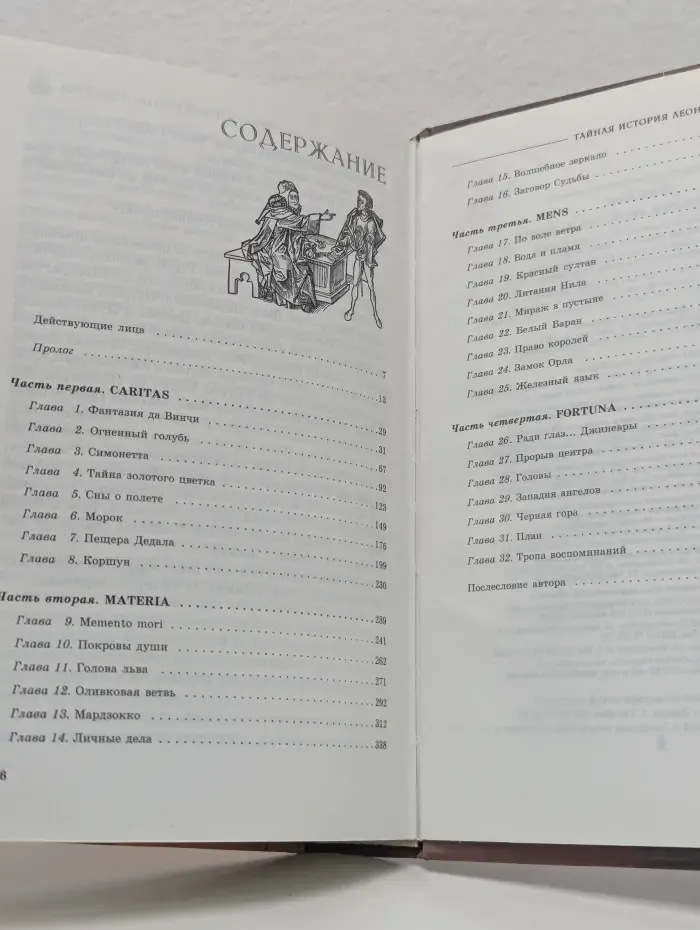 СОДЕРЖАНИЕ
Действующие лица . . . . . . . . . . . . . . . . . . . . 7
Пролог . . . . . . . . . . . . . . . . . . . . 13
Часть первая. CARITAS . . . . . . . . . . . . . . . . . . . . 29
Глава 1. Фантазия да Винчи . . . . . . . . . . . . . . . . . . . . 31
Глава 2. Огненный голубь . . . . . . . . . . . . . . . . . . . . 67
Глава 3. Симонетта . . . . . . . . . . . . . . . . . . . . 92
Глава 4. Тайна золотого цветка . . . . . . . . . . . . . . . . . . . . 123
Глава 5. Сны о полете . . . . . . . . . . . . . . . . . . . . 149
Глава 6. Морок . . . . . . . . . . . . . . . . . . . . 176
Глава 7. Пещера Дедала . . . . . . . . . . . . . . . . . . . . 199
Глава 8. Коршун . . . . . . . . . . . . . . . . . . . . 230
Часть вторая. MATERIA . . . . . . . . . . . . . . . . . . . . 239
Глава 9. Memento mori . . . . . . . . . . . . . . . . . . . . 241
Глава 10. Покровы души . . . . . . . . . . . . . . . . . . . . 262
Глава 11. Голова льва . . . . . . . . . . . . . . . . . . . . 271
Глава 12. Оливковая ветвь . . . . . . . . . . . . . . . . . . . . 292
Глава 13. Мардзокко . . . . . . . . . . . . . . . . . . . . 312
Глава 14. Личные дела . . . . . . . . . . . . . . . . . . . . 338
6
ТАЙНАЯ ИСТОРИЯ ЛЕОН
Глава 15. Волшебное зеркало . . . . . . . . . .
Глава 16. Заговор Судьбы . . . . . . . . . .
Часть третья. MENS . . . . . . . . . .
Глава 17. По воле ветра . . . . . . . . . .
Глава 18. Вода и пламя . . . . . . . . . .
Глава 19. Красный султан . . . . . . . . . .
Глава 20. Литания Нила . . . . . . . . . .
Глава 21. Мираж в пустыне . . . . . . . . . .
Глава 22. Белый Баран . . . . . . . . . .
Глава 23. Право королей . . . . . . . . . .
Глава 24. Замок Орла . . . . . . . . . .
Глава 25. Железный язык . . . . . . . . . .
Часть четвертая. FORTUNA . . . . . . . . . .
Глава 26. Ради глаз... Джиневры . . . . . . . . . .
Глава 27. Прорыв центра . . . . . . . . . .
Глава 28. Головы . . . . . . . . . .
Глава 29. Западня ангелов . . . . . . . . . .
Глава 30. Черная гора . . . . . . . . . .
Глава 31. План . . . . . . . . . .
Глава 32. Тропа воспоминаний . . . . . . . . . .
Послесловие автора . . . . . . . . . .